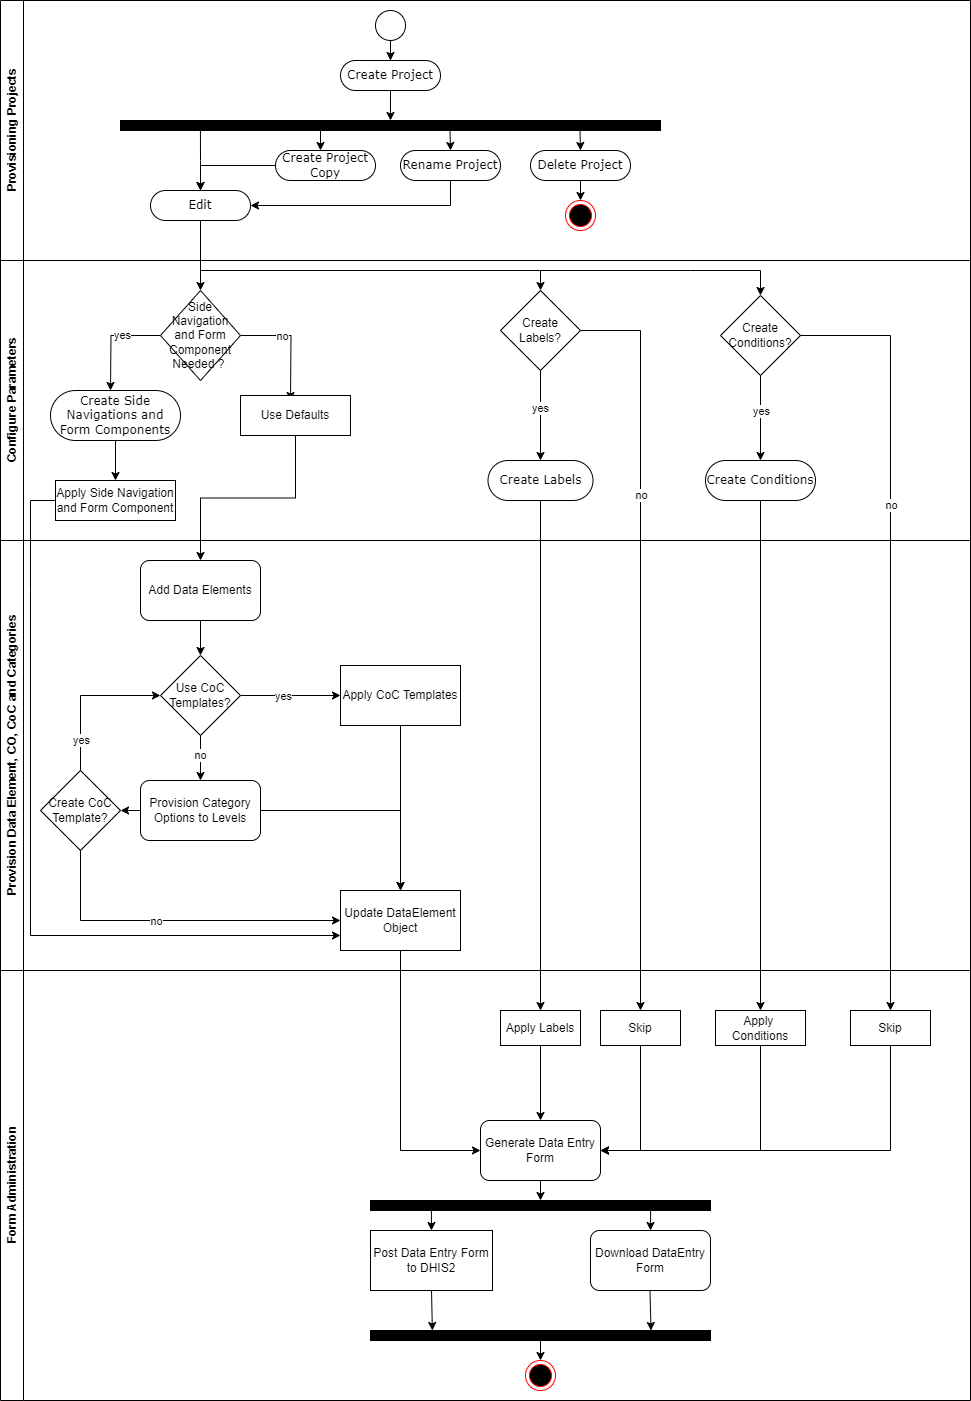 Provisioning Projects
Create Project
Create Project
Copy
Rename Project
Delete Project
Edit
Configure Parameters
Side
Navigation
and Form
Component
Needed ?
yes
no
Create
Labels?
Create
Conditions?
Create Side
Navigations and
Form Components
Use Defaults
yes
yes
Create Labels
Create Conditions
no
no
Apply Side Navigation
and Form Component
Provision Data Element, CO, CoC and Categories
Add Data Elements
Use CoC
Templates?
yes
Apply CoC Templates
yes
no
Create CoC
Template?
Provision Category
Options to Levels
no
Update DataElement
Object
Form Administration
Apply Labels
Skip
Apply
Conditions
Skip
Generate Data Entry
Form
Post Data Entry Form
to DHIS2
Download DataEntry
Form